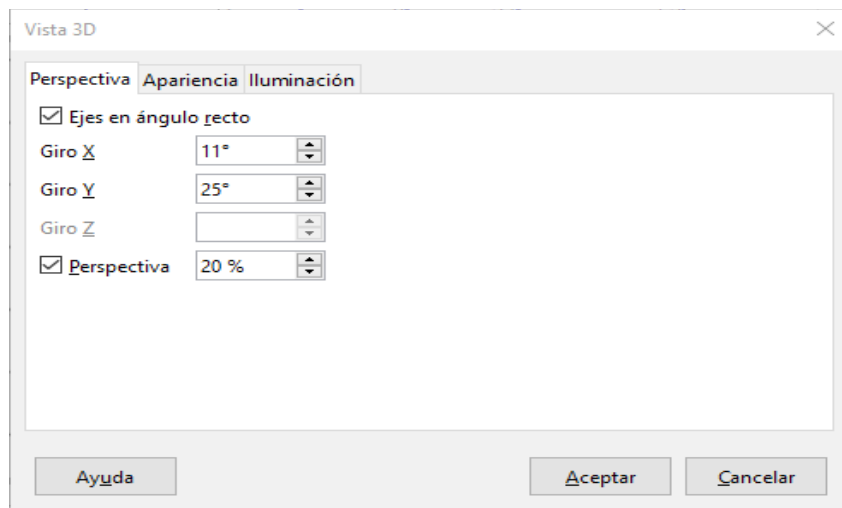 Vista 3D
Perspectiva Apariencia Iluminación
Ejes en ángulo recto
Giro X 11°
Giro Y 25°
Giro Z
Perspectiva 20 %
Ayuda Aceptar Cancelar